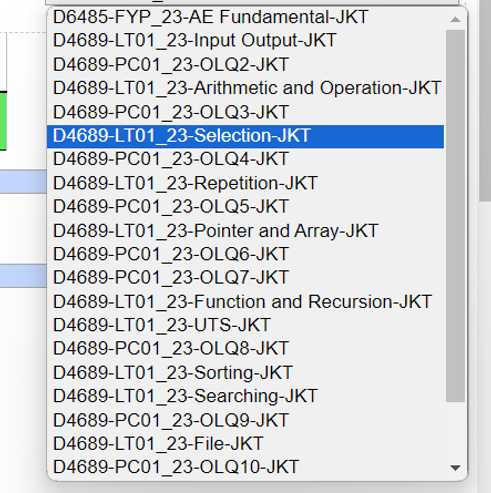 D6485-FYP_23-AE Fundamental-JKT
D4689-LT01_23-Input Output-JKT
D4689-PC01_23-OLQ2-JKT
D4689-LT01_23-Arithmetic and Operation-JKT
D4689-PC01_23-OLQ3-JKT
D4689-LT01_23-Selection-JKT
D4689-PC01_23-OLQ4-JKT
D4689-LT01_23-Repetition-JKT
D4689-PC01_23-OLQ5-JKT
D4689-LT01_23-Pointer and Array-JKT
D4689-PC01_23-OLQ6-JKT
D4689-PC01_23-OLQ7-JKT
D4689-LT01_23-Function and Recursion-JKT
D4689-LT01_23-UTS-JKT
D4689-PC01_23-OLQ8-JKT
D4689-LT01_23-Sorting-JKT
D4689-LT01_23-Searching-JKT
D4689-PC01_23-OLQ9-JKT
D4689-LT01_23-File-JKT
D4689-PC01_23-OLQ10-JKT